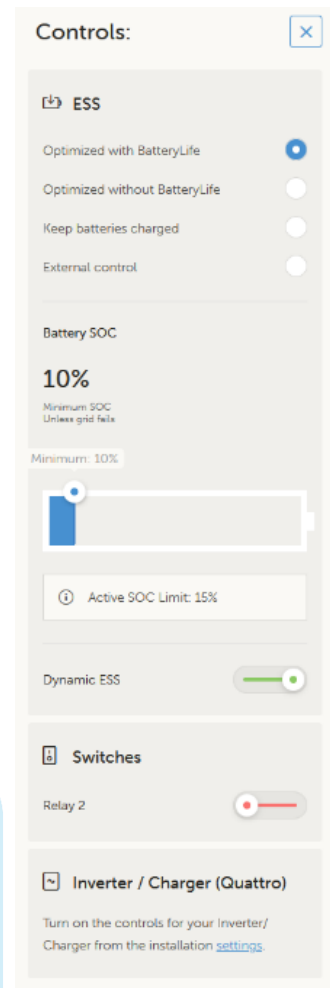 Controls:
ESS
Optimized with BatteryLife
Optimized without BatteryLife
Keep batteries charged
External control
Battery SOC
10%
Minimum SOC
Unless grid fails
Minimum: 10%
Active SOC Limit: 15%
Dynamic ESS
Switches
Relay 2
Inverter / Charger (Quattro)
Turn on the controls for your Inverter/
Charger from the installation settings.